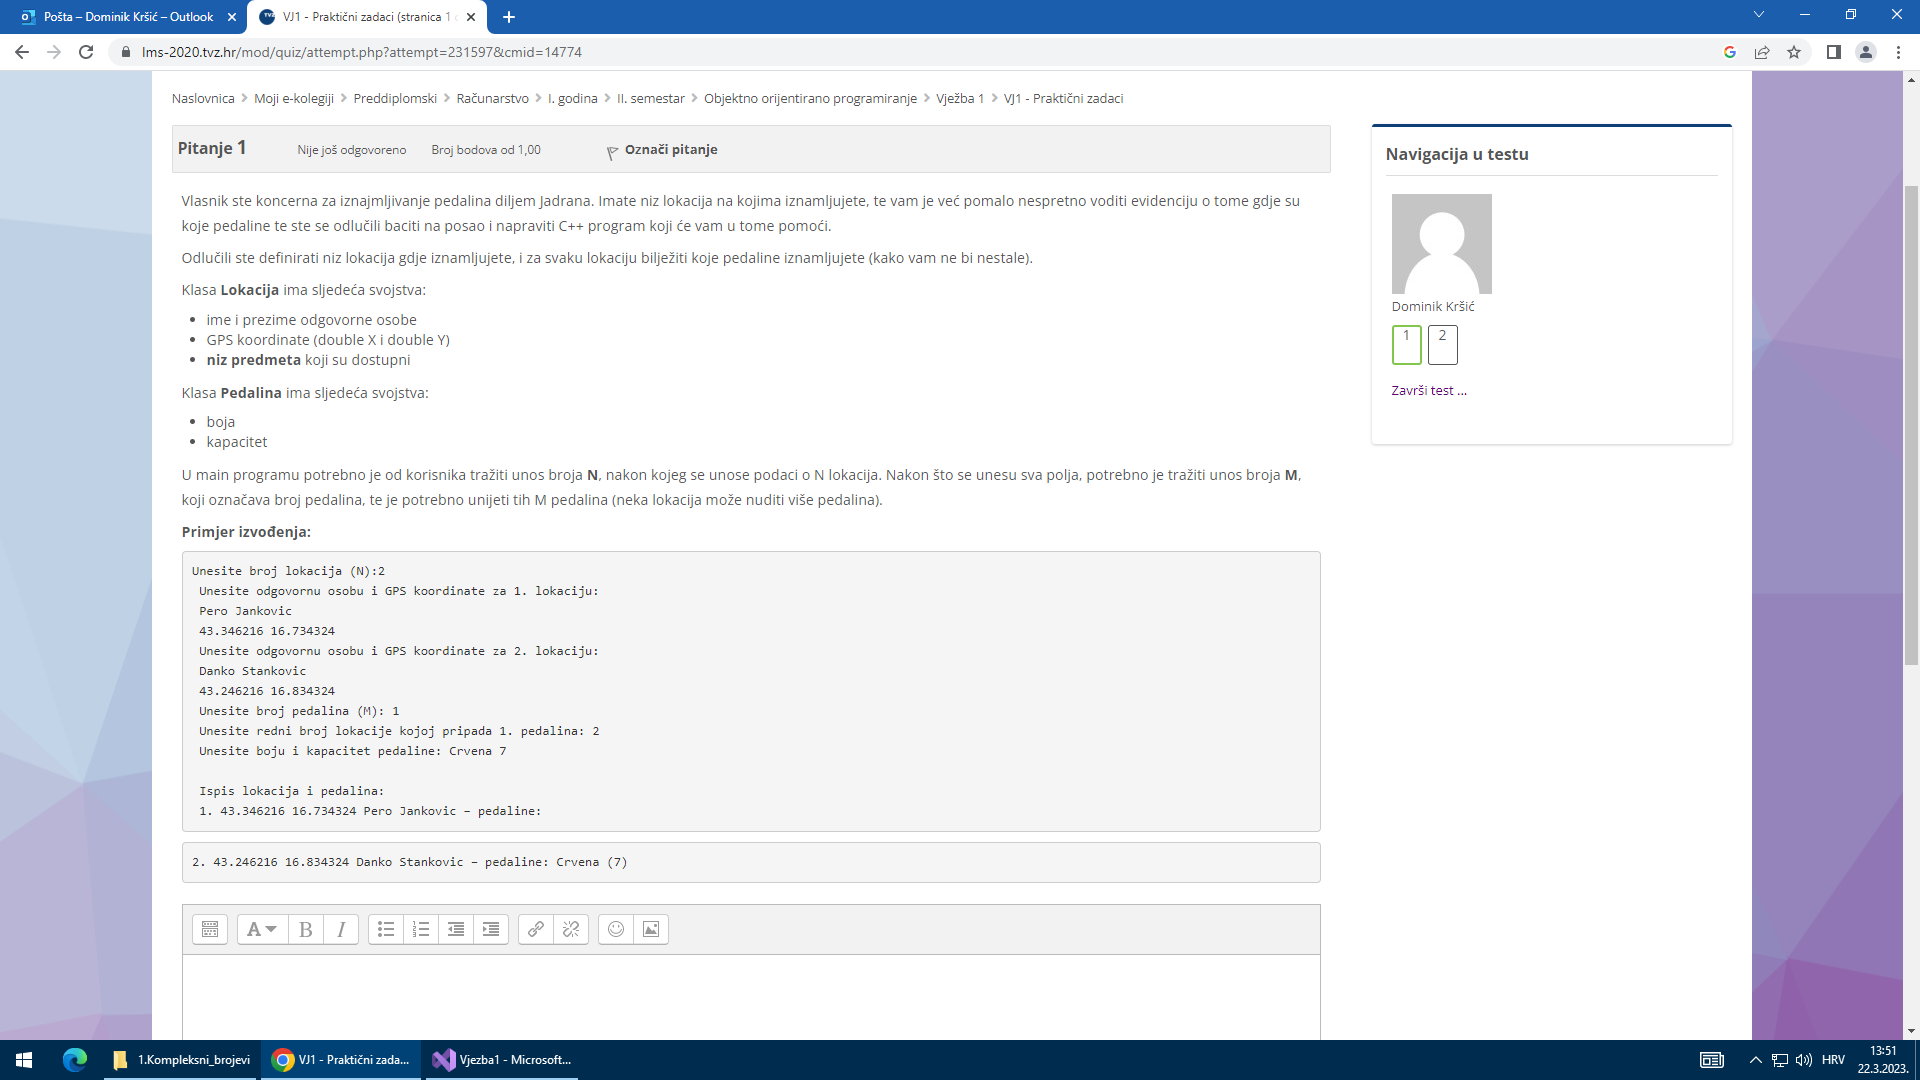 Pošta – Dominik Kršić – Outlook
VJ1 - Praktični zadaci (stranica 1
lms-2020.tvz.hr/mod/quiz/attempt.php?attempt=231597&cmid=14774
Naslovnica > Moji e-kolegiji > Preddiplomski > Računarstvo > I. godina > II. semestar > Objektno orijentirano programiranje > Vježba 1 > VJ1 - Praktični zadaci
Pitanje 1 Nije još odgovoreno Broj bodova od 1,00 Označi pitanje
Vlasnik ste koncerna za iznajmljivanje pedalina diljem Jadrana. Imate niz lokacija na kojima iznamljujete, te vam je već pomalo nespretno voditi evidenciju o tome gdje su
koje pedaline te ste se odlučili baciti na posao i napraviti C++ program koji će vam u tome pomoći.
Odlučili ste definirati niz lokacija gdje iznamljujete, i za svaku lokaciju bilježiti koje pedaline iznamljujete (kako vam ne bi nestale).
Klasa Lokacija ima sljedeća svojstva:
• ime i prezime odgovorne osobe
• GPS koordinate (double X i double Y)
• niz predmeta koji su dostupni
Klasa Pedalina ima sljedeća svojstva:
• boja
• kapacitet
U main programu potrebno je od korisnika tražiti unos broja N, nakon kojeg se unose podaci o N lokacija. Nakon što se unesu sva polja, potrebno je tražiti unos broja M,
koji označava broj pedalina, te je potrebno unijeti tih M pedalina (neka lokacija može nuditi više pedalina).
Primjer izvođenja:
Unesite broj lokacija (N):2
Unesite odgovornu osobu i GPS koordinate za 1. lokaciju:
Pero Jankovic
43.346216 16.734324
Unesite odgovornu osobu i GPS koordinate za 2. lokaciju:
Danko Stankovic
43.246216 16.834324
Unesite broj pedalina (M): 1
Unesite redni broj lokacije kojoj pripada 1. pedalina: 2
Unesite boju i kapacitet pedaline: Crvena 7
Ispis lokacija i pedalina:
1. 43.346216 16.734324 Pero Jankovic – pedaline:
2. 43.246216 16.834324 Danko Stankovic – pedaline: Crvena (7)
A B I
Navigacija u testu
Dominik Kršić
1 2
Završi test ...
1.Kompleksni_brojevi
VJ1 - Praktični zada...
Vjezba1 - Microsoft...
HRV
13:51
22.3.2023.